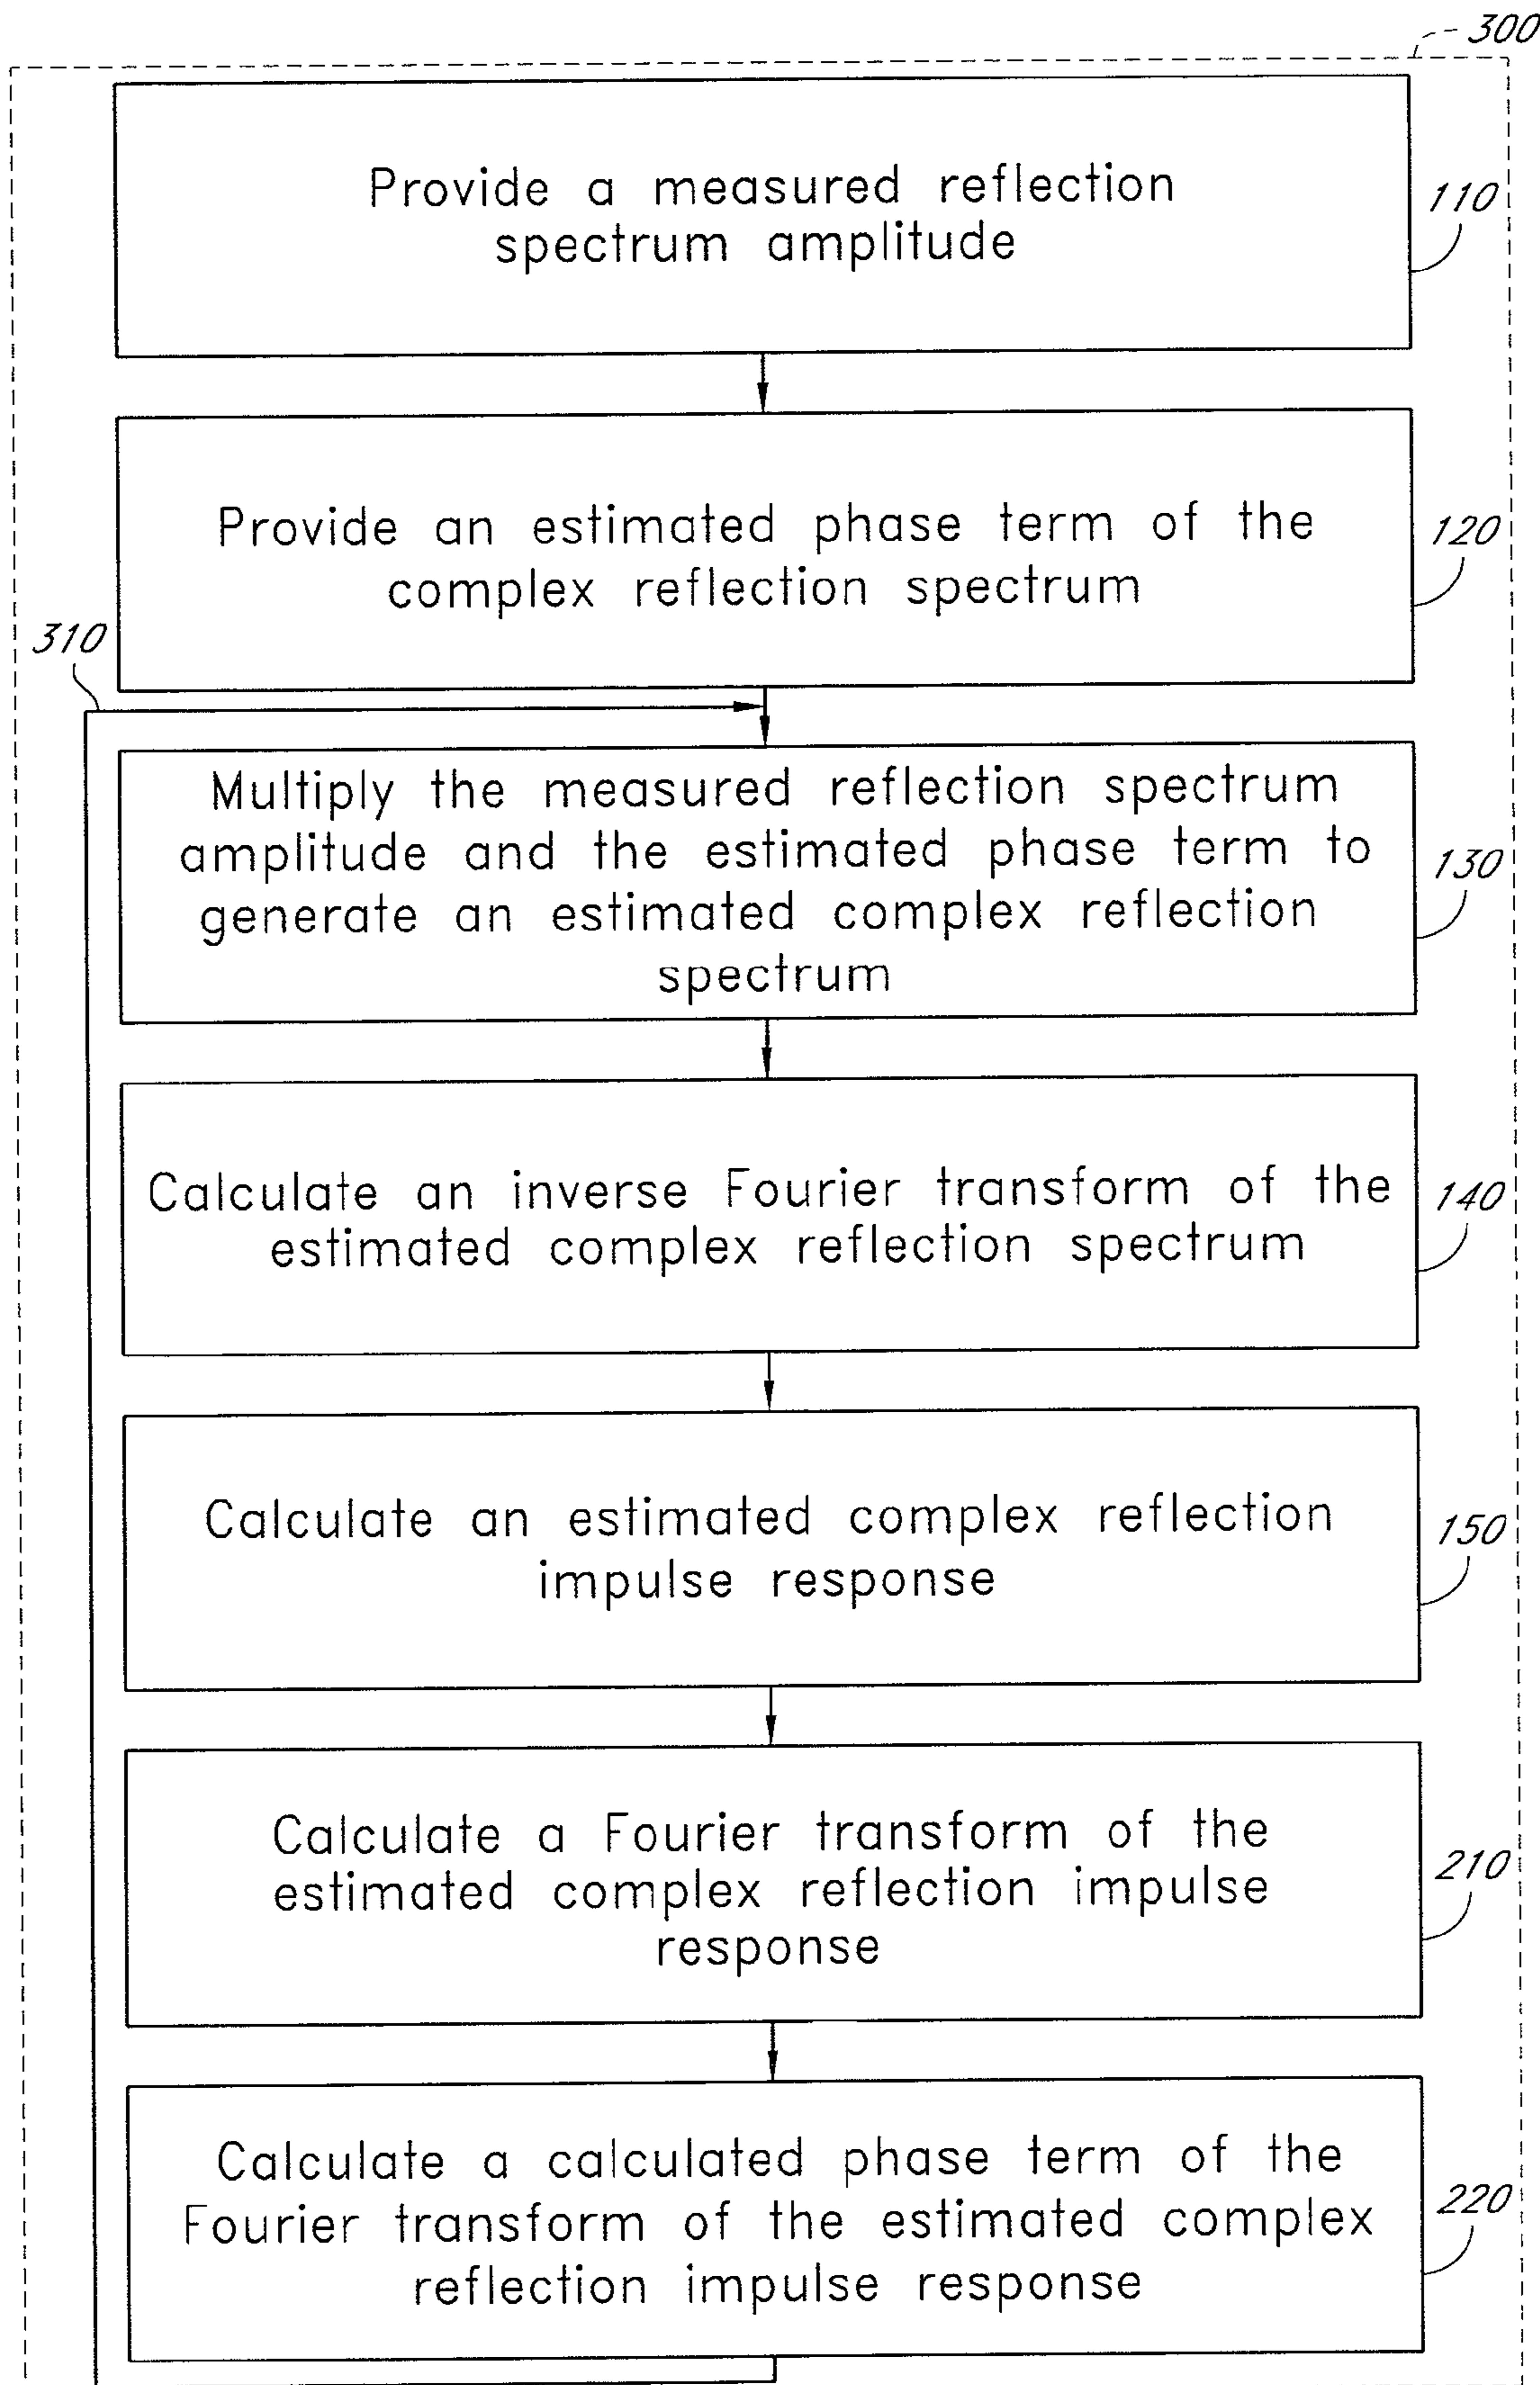 300
Provide a measured reflection
spectrum amplitude
110
Provide an estimated phase term of the
complex reflection spectrum
120
310
Multiply the measured reflection spectrum
amplitude and the estimated phase term to
generate an estimated complex reflection
spectrum
130
Calculate an inverse Fourier transform of the
estimated complex reflection spectrum
140
Calculate an estimated complex reflection
impulse response
150
Calculate a Fourier transform of the
estimated complex reflection impulse
response
210
Calculate a calculated phase term of the
Fourier transform of the estimated complex
reflection impulse response
220